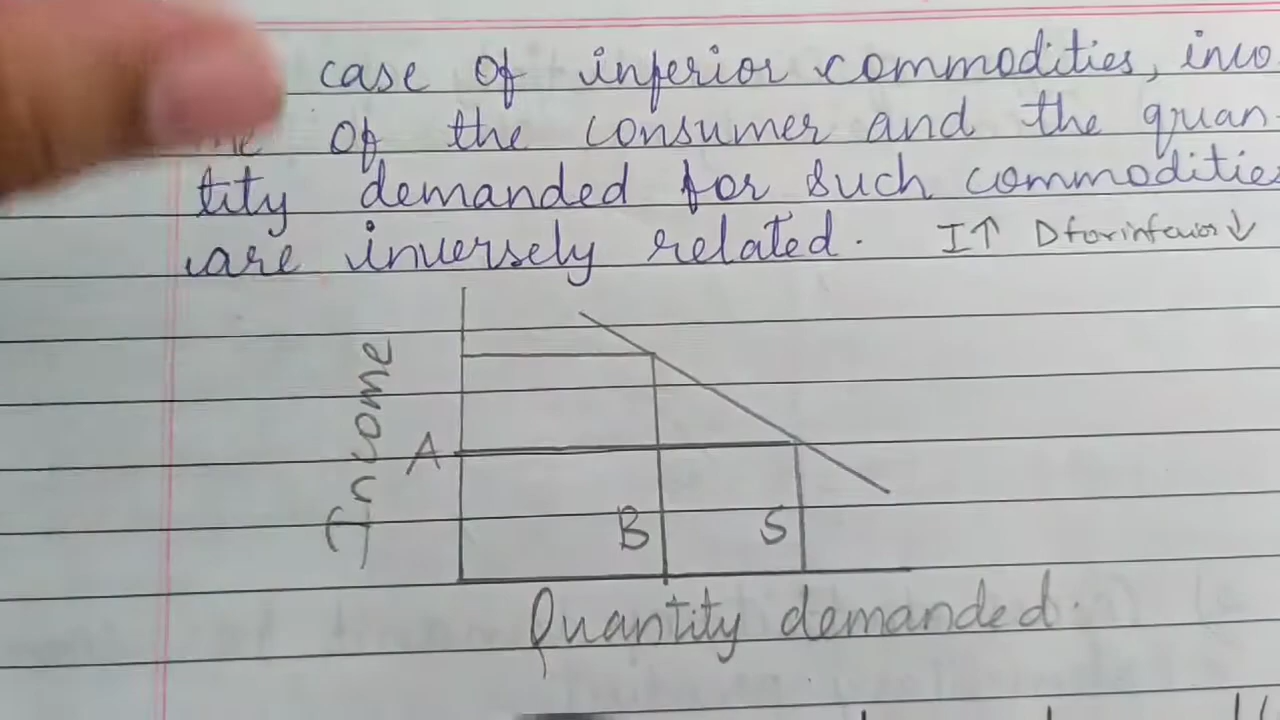 case of inferior commodities, inco
me of the consumer and the quan-
tity demanded for such commodities
are inversely related. I↑ D for inferior ↓
Income
A
B S
Quantity demanded.